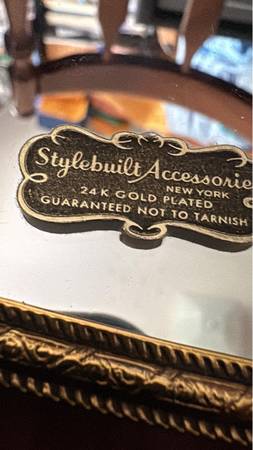 Stylebuilt Accessorie
NEW YORK
24 K GOLD PLATED
GUARANTEED NOT TO TARNISH